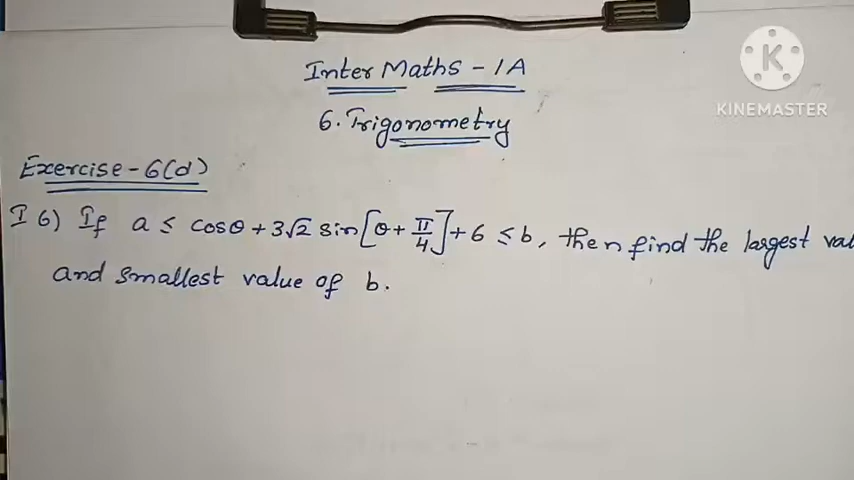 Inter Maths - IA
KINEMASTER
6. Trigonometry
Exercise - 6(d)
I 6) If a ≤ cosθ + 3√2 sin[θ + π/4] + 6 ≤ b, then find the largest
and smallest value of b.